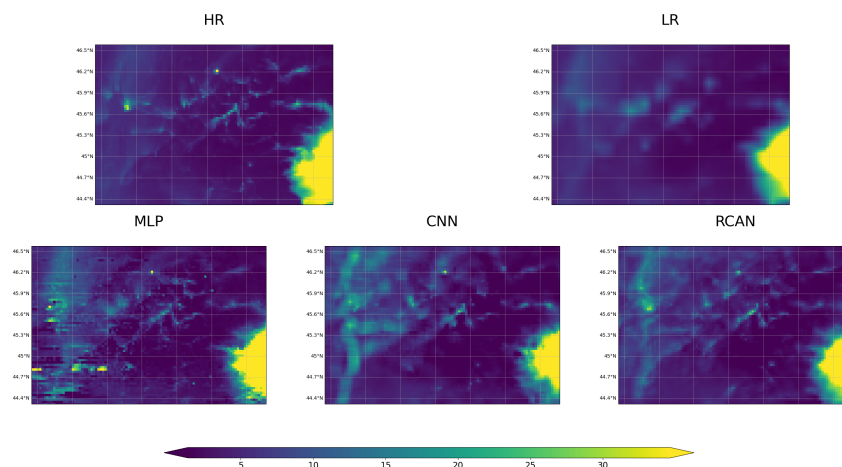 HR LR
46.5°N 46.5°N
46.2°N 46.2°N
45.9°N 45.9°N
45.6°N 45.6°N
45.3°N 45.3°N
45°N 45°N
44.7°N 44.7°N
44.4°N 44.4°N
MLP CNN RCAN
46.5°N 46.5°N 46.5°N
46.2°N 46.2°N 46.2°N
45.9°N 45.9°N 45.9°N
45.6°N 45.6°N 45.6°N
45.3°N 45.3°N 45.3°N
45°N 45°N 45°N
44.7°N 44.7°N 44.7°N
44.4°N 44.4°N 44.4°N
5 10 15 20 25 30